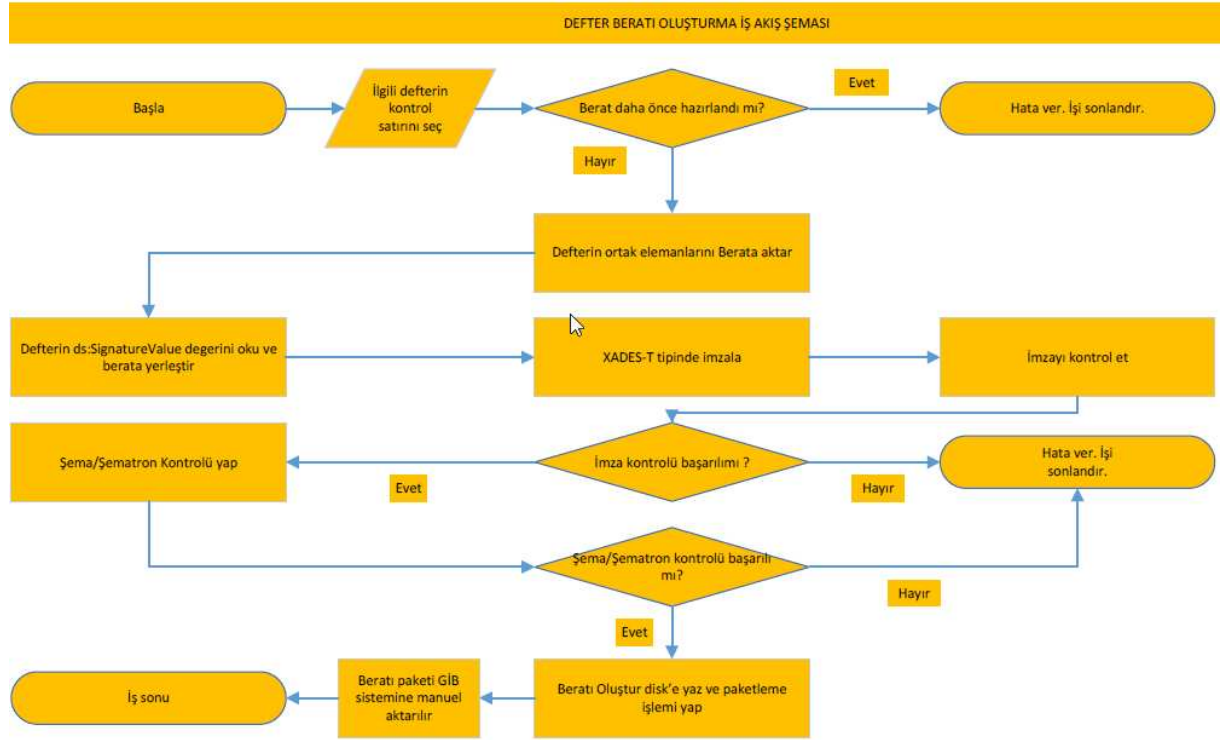 DEFTER BERATI OLUŞTURMA İŞ AKIŞ ŞEMASI
Başla
İlgili defterin
kontrol
satırını seç
Berat daha önce hazırlandı mı?
Evet
Hata ver. İşi sonlandır.
Hayır
Defterin ortak elemanlarını Berata aktar
Defterin ds:SignatureValue degerini oku ve
berata yerleştir
XADES-T tipinde imzala
İmzayı kontrol et
Şema/Şematron Kontrolü yap
Evet
İmza kontrolü başarılımı ?
Hayır
Hata ver. İşi
sonlandır.
Şema/Şematron kontrolü başarılı
mı?
Hayır
Evet
İş sonu
Beratı paketi GİB
sistemine manuel
aktarılır
Beratı Oluştur disk'e yaz ve paketleme
işlemi yap